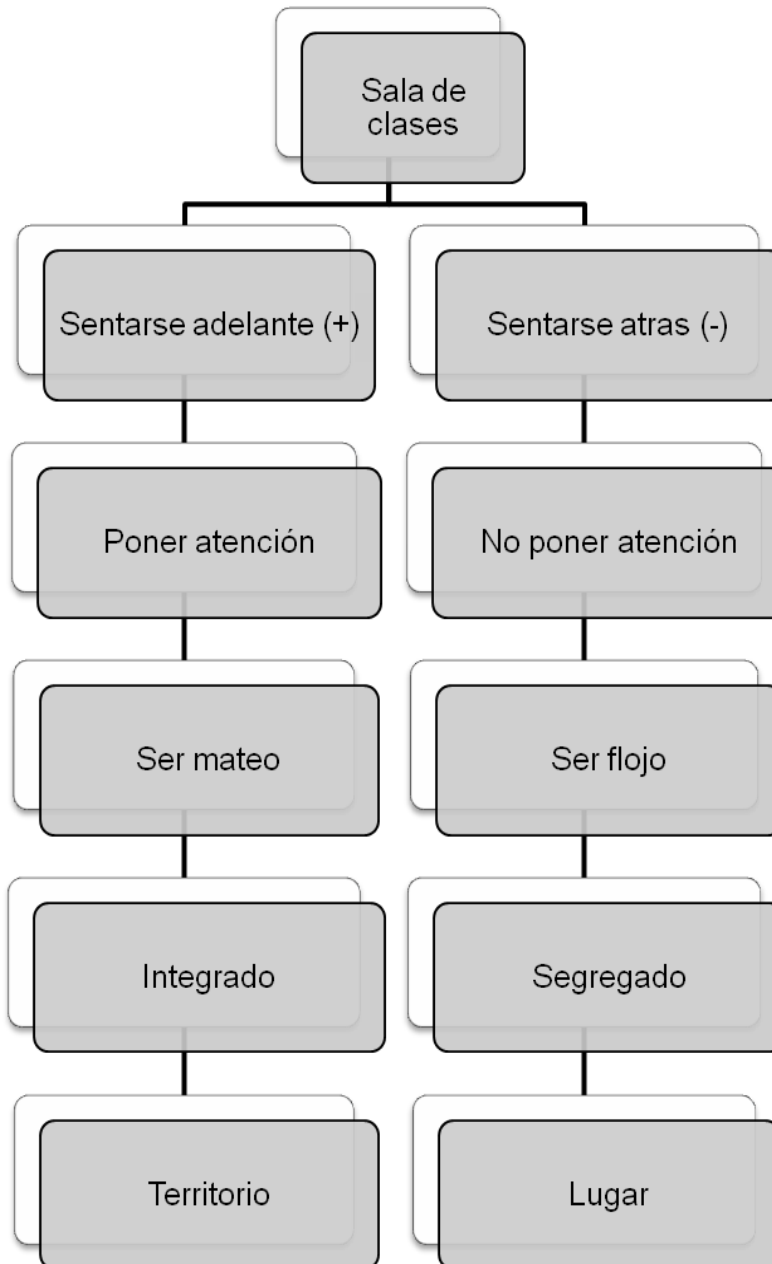 Sala de
clases
Sentarse adelante (+)
Sentarse atras (-)
Poner atención
No poner atención
Ser mateo
Ser flojo
Integrado
Segregado
Territorio
Lugar